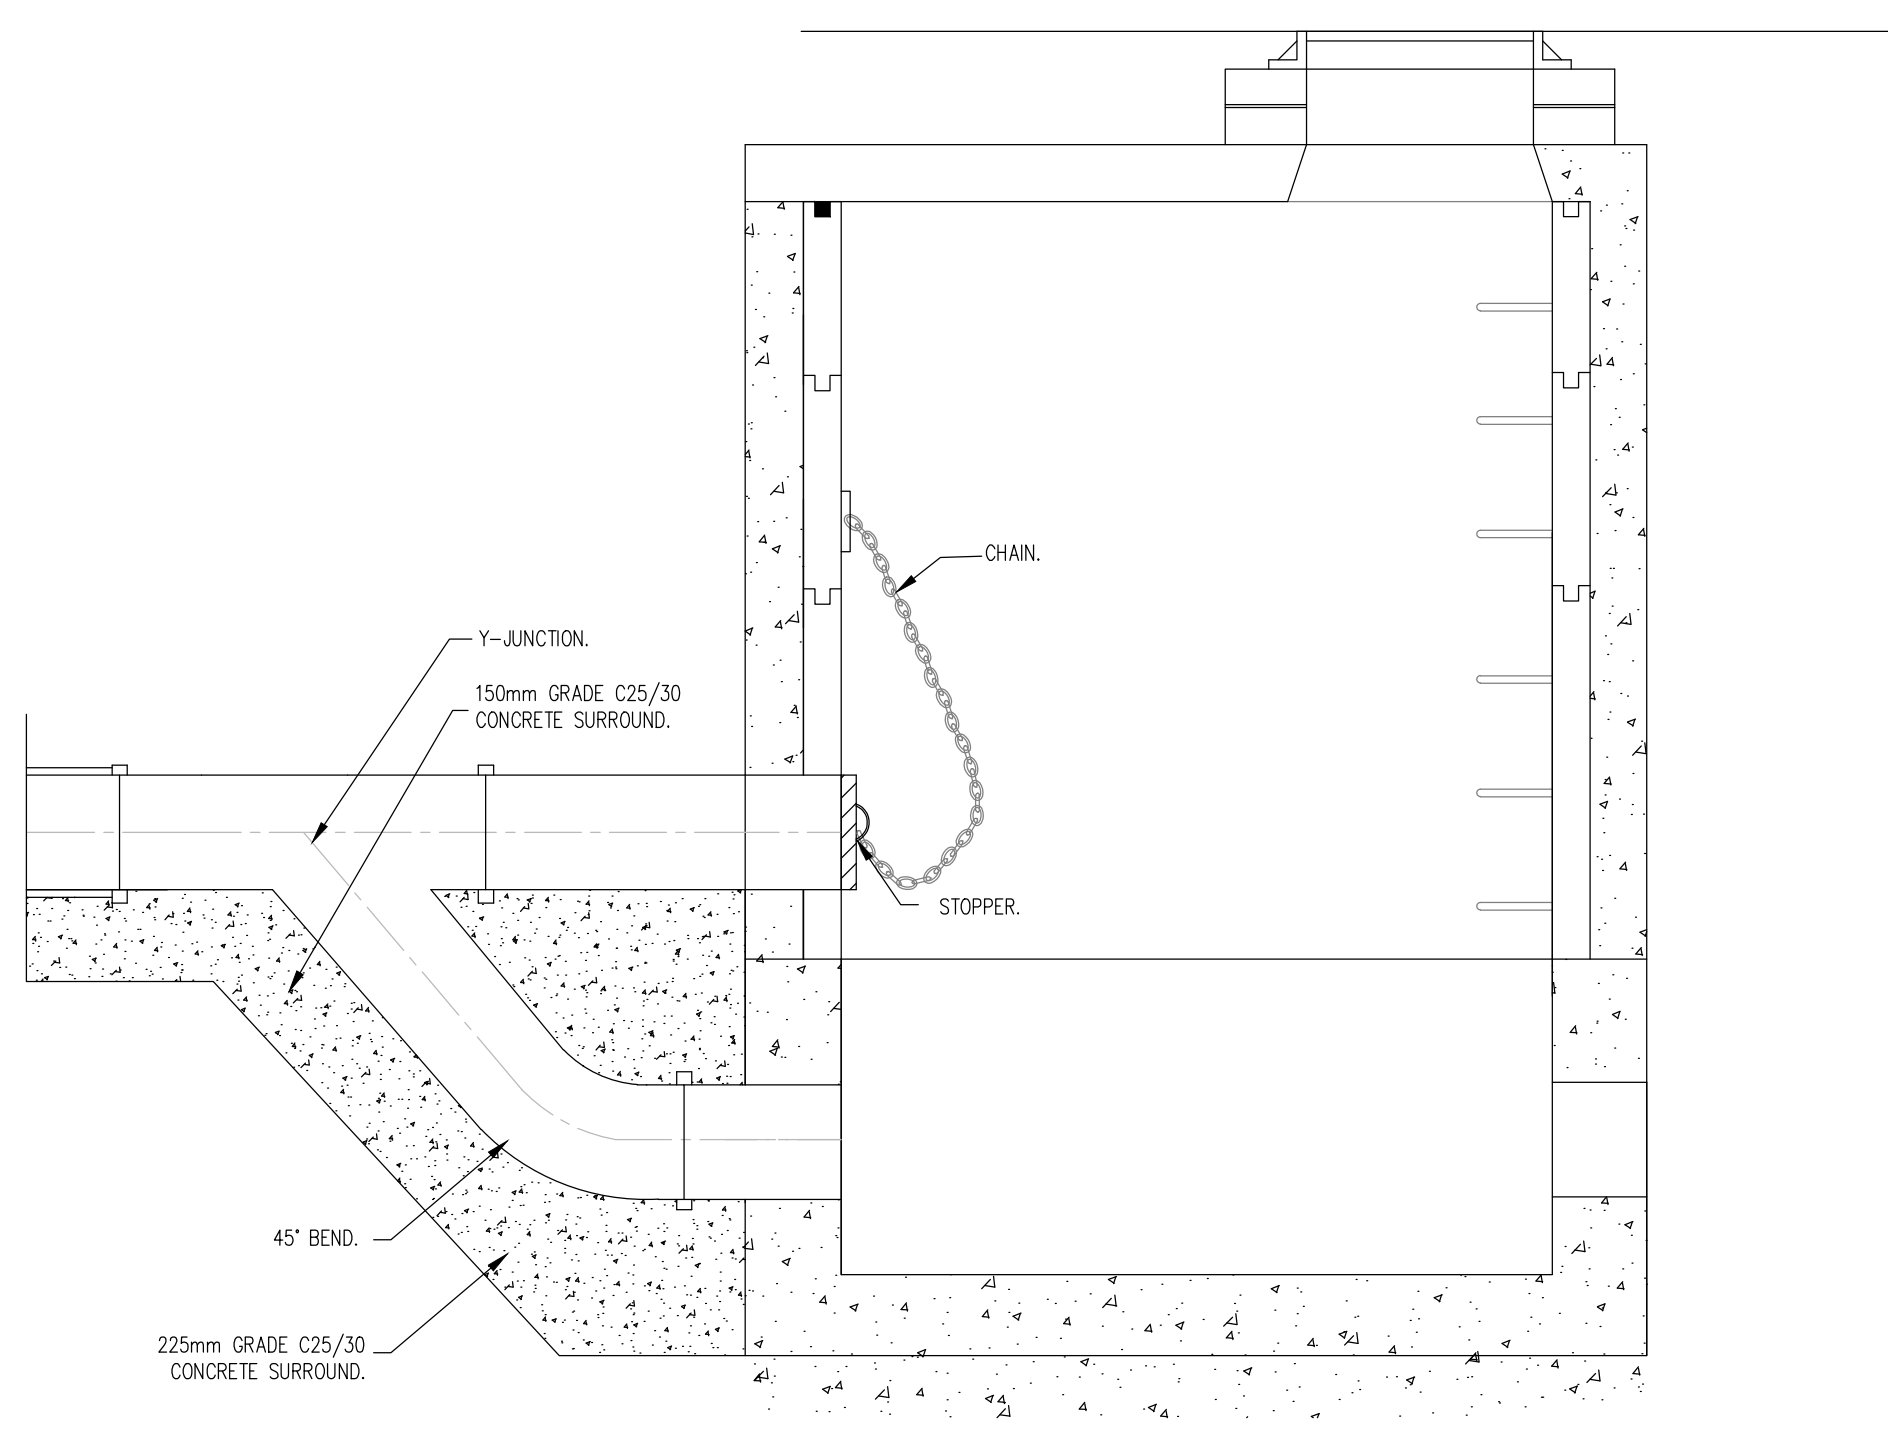 CHAIN.
Y-JUNCTION.
150mm GRADE C25/30
CONCRETE SURROUND.
STOPPER.
45° BEND.
225mm GRADE C25/30
CONCRETE SURROUND.